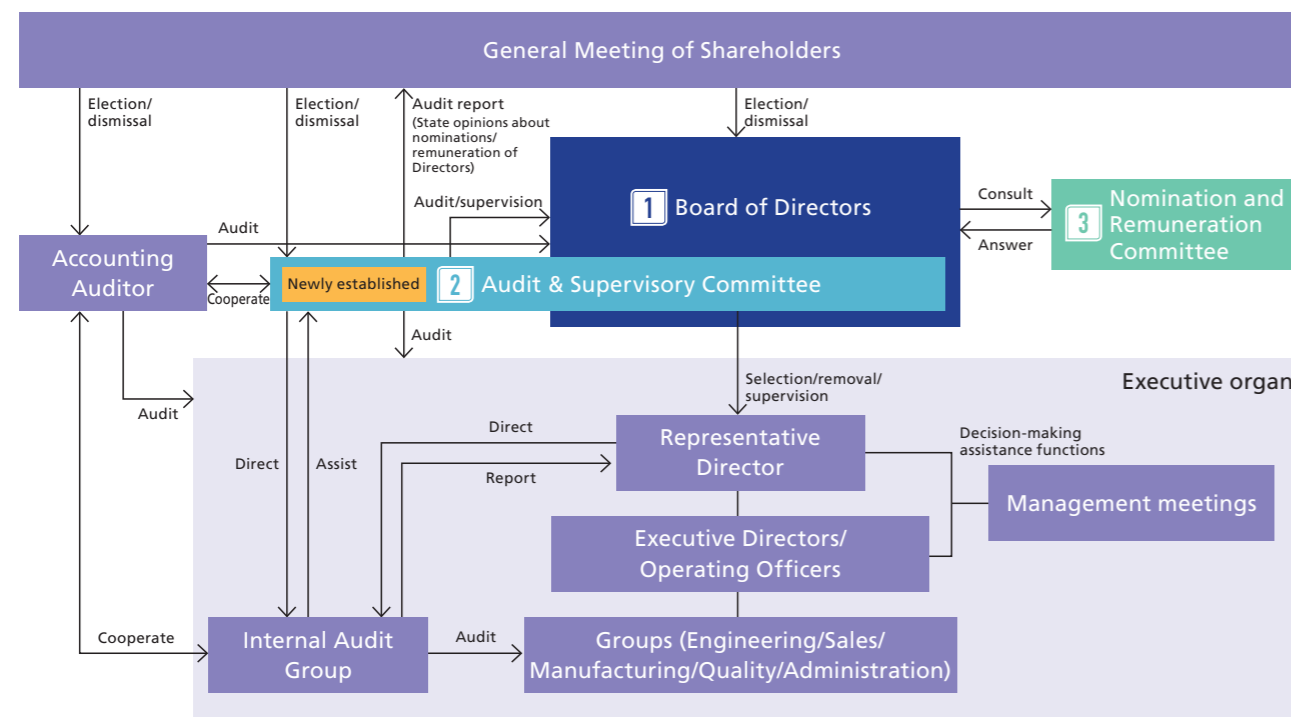 General Meeting of Shareholders
Election/
dismissal
Election/
dismissal
Audit report
(State opinions about
nominations/
remuneration of
Directors)
Election/
dismissal
Audit/supervision
1 Board of Directors
Consult
Answer
3 Nomination and
Remuneration
Committee
Audit
Accounting
Auditor
Cooperate
Newly established
2 Audit & Supervisory Committee
Audit
Audit
Selection/removal/
supervision
Executive organ
Direct
Assist
Direct
Report
Representative
Director
Decision-making
assistance functions
Management meetings
Executive Directors/
Operating Officers
Cooperate
Internal Audit
Group
Audit
Groups (Engineering/Sales/
Manufacturing/Quality/Administration)